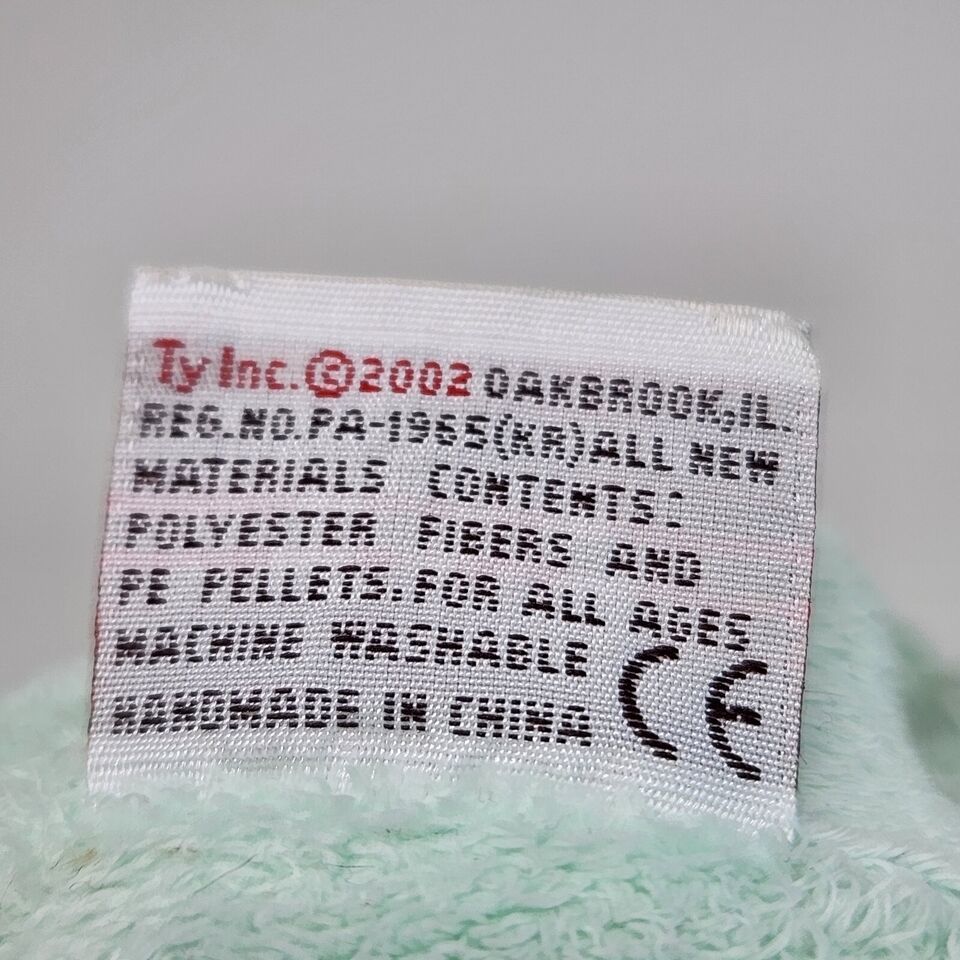 Ty Inc. ©2002 OAKBROOK, IL.
REG.NO.PA-1965(KR)ALL NEW
MATERIALS CONTENTS:
POLYESTER FIBERS AND
PE PELLETS.FOR ALL AGES
MACHINE WASHABLE
HANDMADE IN CHINA CE